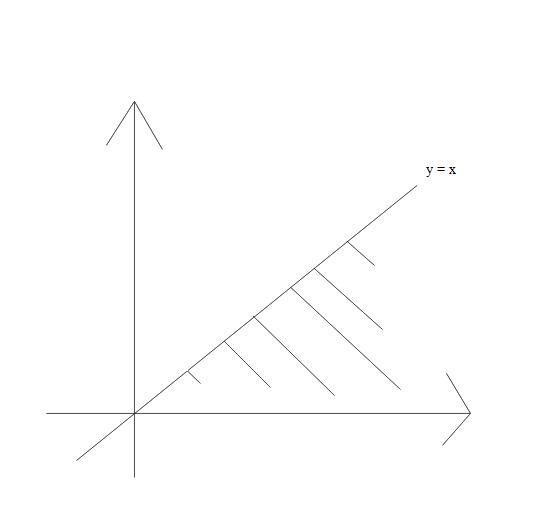 y = x